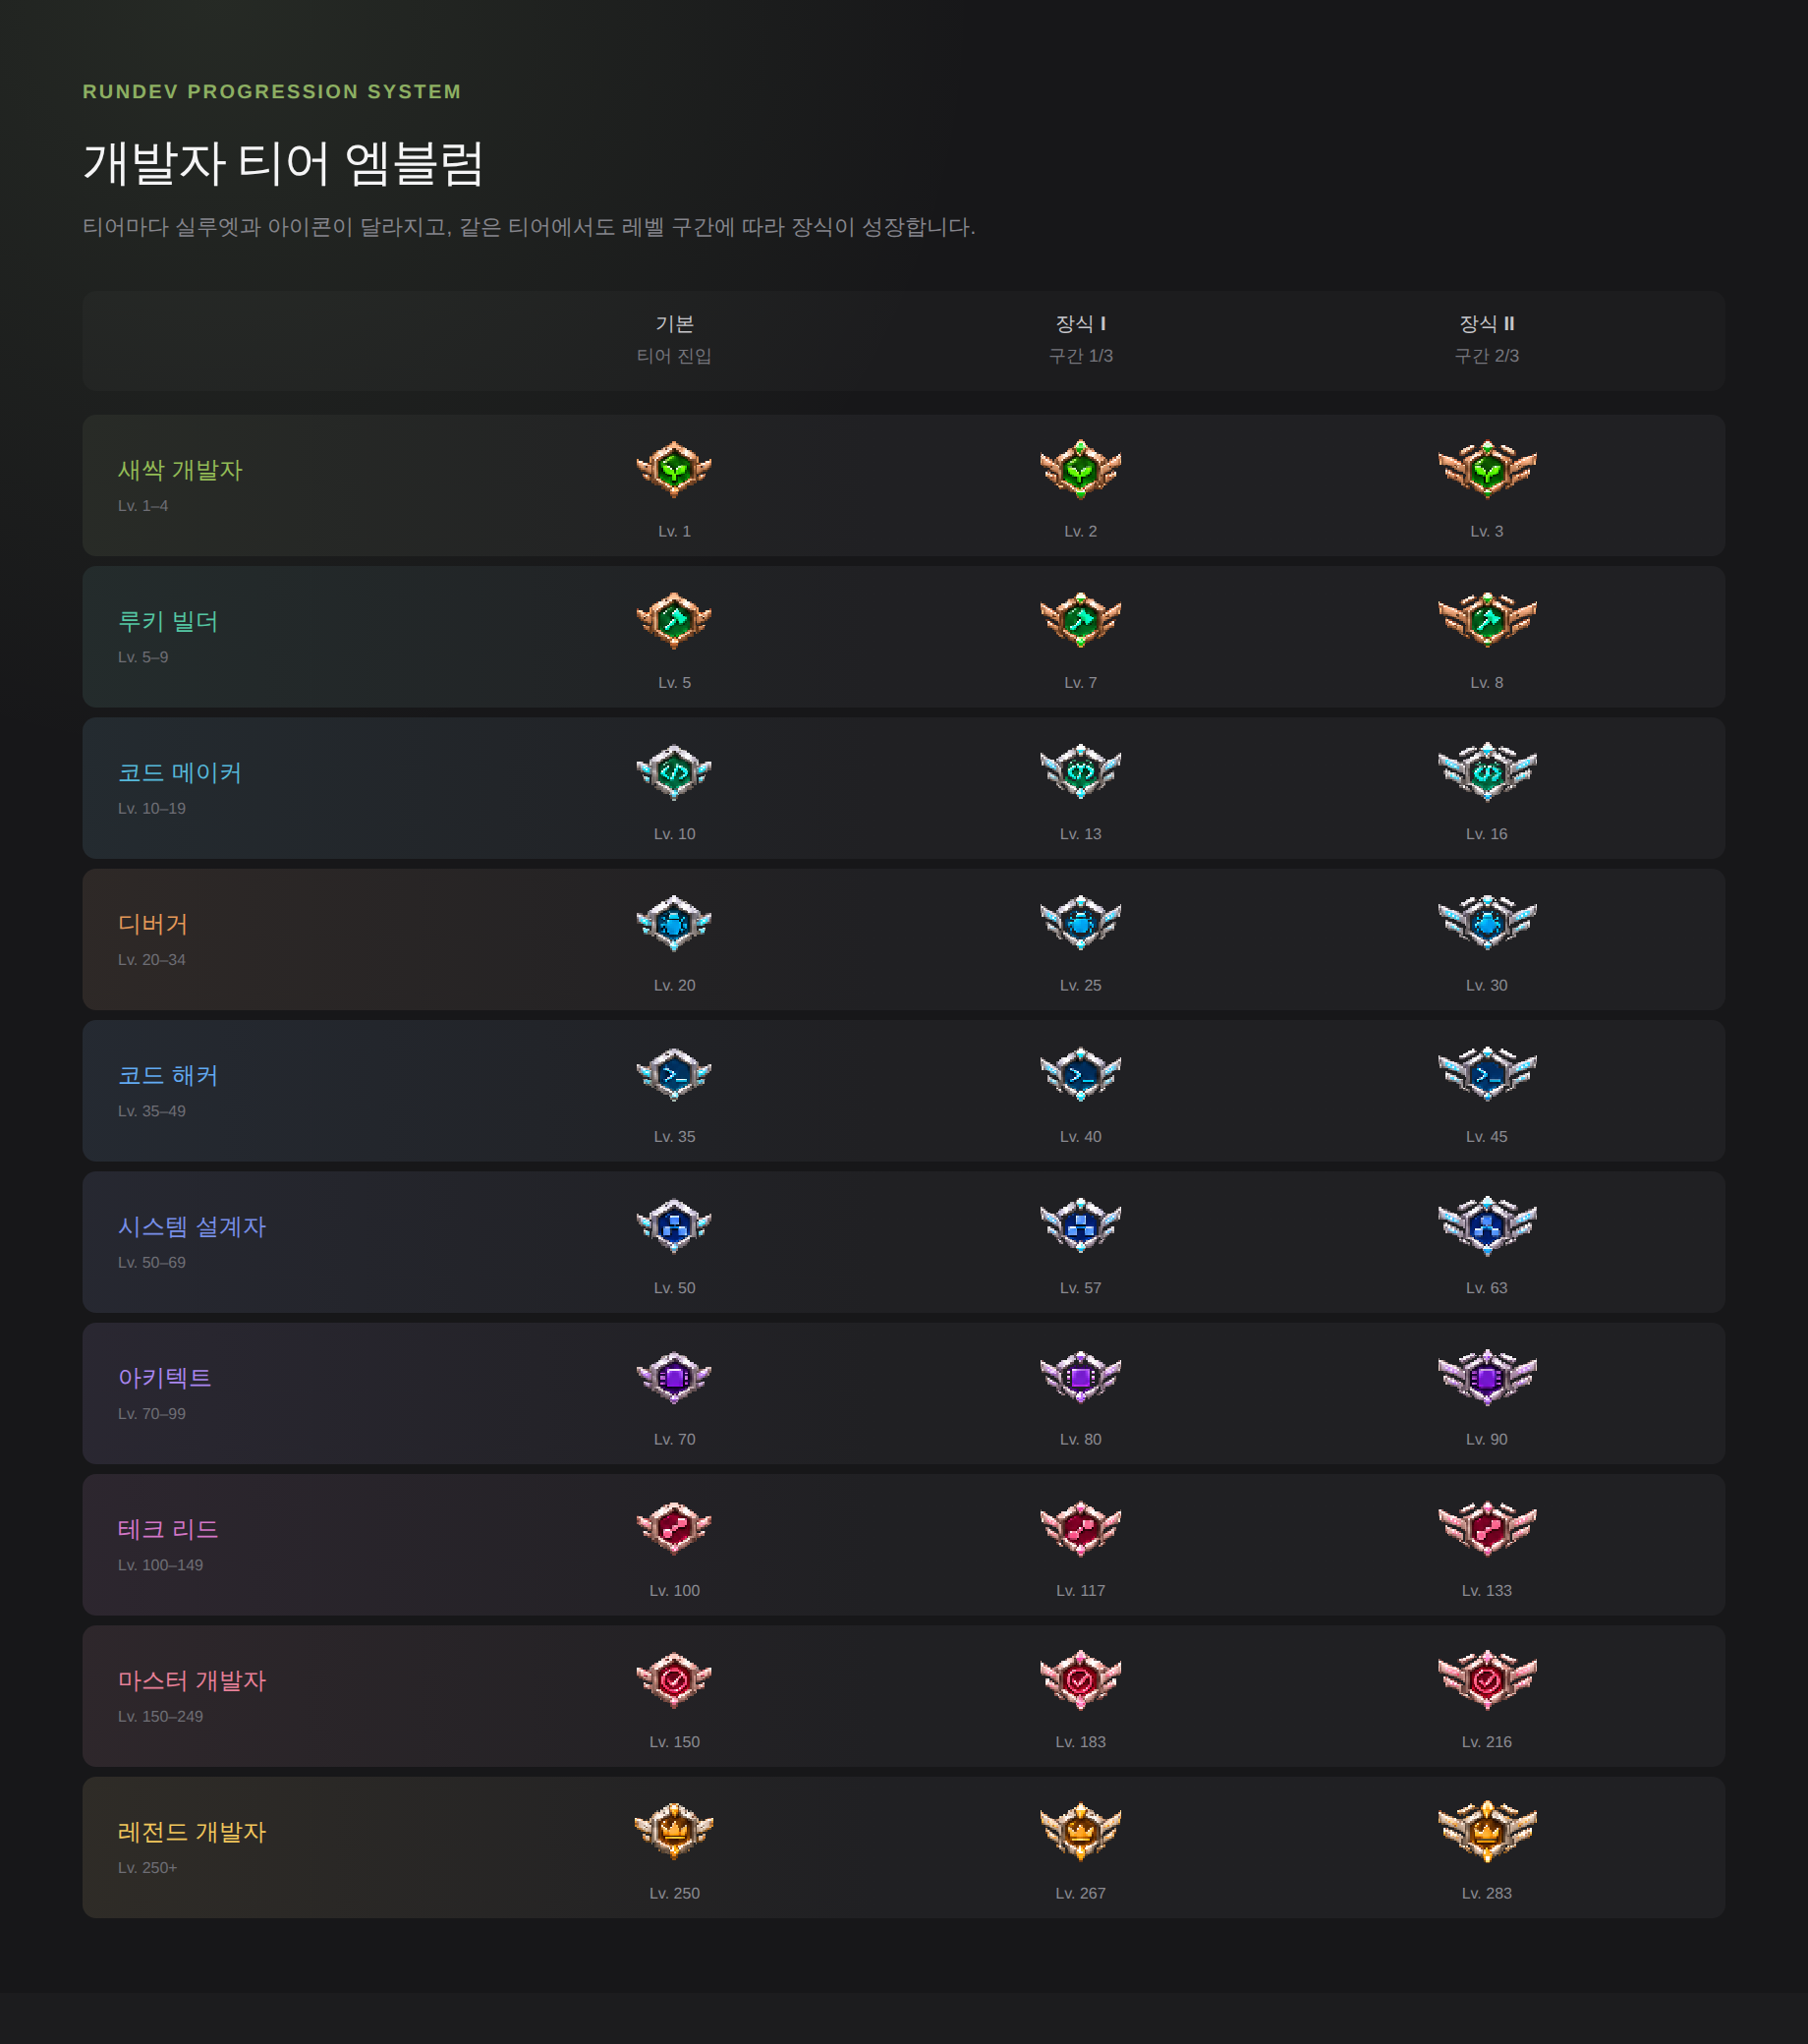 RUNDEV PROGRESSION SYSTEM
개발자 티어 엠블럼
티어마다 실루엣과 아이콘이 달라지고, 같은 티어에서도 레벨 구간에 따라 장식이 성장합니다.
기본 장식 I 장식 II
티어 진입 구간 1/3 구간 2/3
새싹 개발자
Lv. 1–4
Lv. 1 Lv. 2 Lv. 3
루키 빌더
Lv. 5–9
Lv. 5 Lv. 7 Lv. 8
코드 메이커
Lv. 10–19
Lv. 10 Lv. 13 Lv. 16
디버거
Lv. 20–34
Lv. 20 Lv. 25 Lv. 30
코드 해커
Lv. 35–49
Lv. 35 Lv. 40 Lv. 45
시스템 설계자
Lv. 50–69
Lv. 50 Lv. 57 Lv. 63
아키텍트
Lv. 70–99
Lv. 70 Lv. 80 Lv. 90
테크 리드
Lv. 100–149
Lv. 100 Lv. 117 Lv. 133
마스터 개발자
Lv. 150–249
Lv. 150 Lv. 183 Lv. 216
레전드 개발자
Lv. 250+
Lv. 250 Lv. 267 Lv. 283